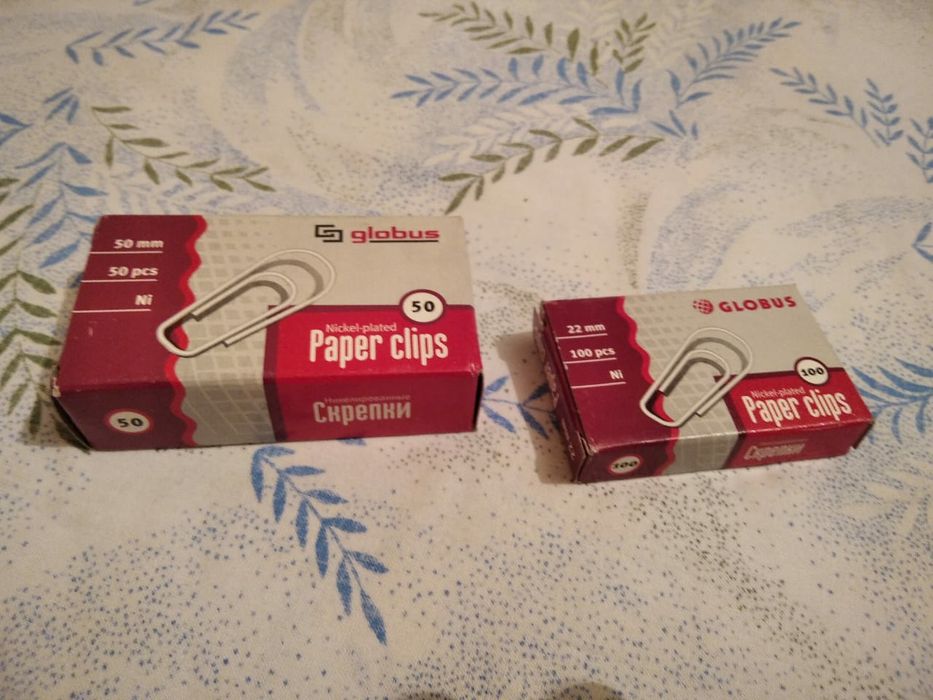 50 mm
50 pcs
Ni
globus
50
Nickel-plated
Paper clips
50
Никелированные
Скрепки
22 mm
100 pcs
Ni
GLOBUS
100
Nickel-plated
Paper clips
100
Скрепки